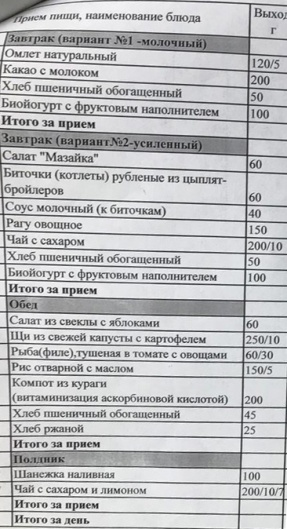 Прием пищи, наименование блюда Выход
г
Завтрак (вариант №1 -молочный)
Омлет натуральный 120/5
Какао с молоком 200
Хлеб пшеничный обогащенный 50
Биойогурт с фруктовым наполнителем 100
Итого за прием
Завтрак (вариант№2-усиленный)
Салат "Мазайка" 60
Биточки (котлеты) рубленые из цыплят-
бройлеров 60
Соус молочный (к биточкам) 40
Рагу овощное 150
Чай с сахаром 200/10
Хлеб пшеничный обогащенный 50
Биойогурт с фруктовым наполнителем 100
Итого за прием
Обед
Салат из свеклы с яблоками 60
Щи из свежей капусты с картофелем 250/10
Рыба(филе),тушеная в томате с овощами 60/30
Рис отварной с маслом 150/5
Компот из кураги
(витаминизация аскорбиновой кислотой) 200
Хлеб пшеничный обогащенный 45
Хлеб ржаной 25
Итого за прием
Полдник
Шанежка наливная 100
Чай с сахаром и лимоном 200/10/7
Итого за прием
Итого за день